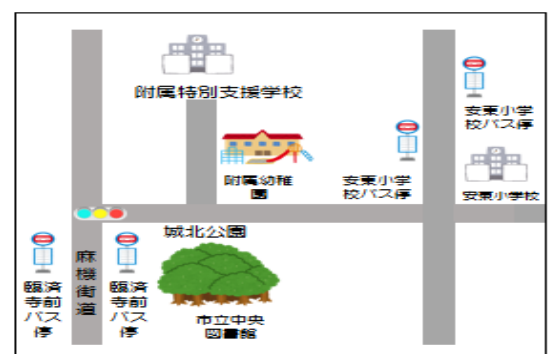 附属特別支援学校
安東小学
校バス停
附属幼稚
園
安東小学
校バス停
安東小学校
城北公園
麻機街道
臨済
寺前
バス
停
臨済
寺前
バス
停
市立中央
図書館